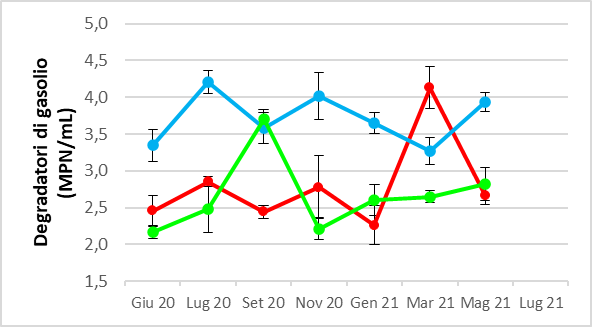 Degradatori di gasolio
(MPN/mL)
5,0
4,5
4,0
3,5
3,0
2,5
2,0
1,5
Giu 20 Lug 20 Set 20 Nov 20 Gen 21 Mar 21 Mag 21 Lug 21